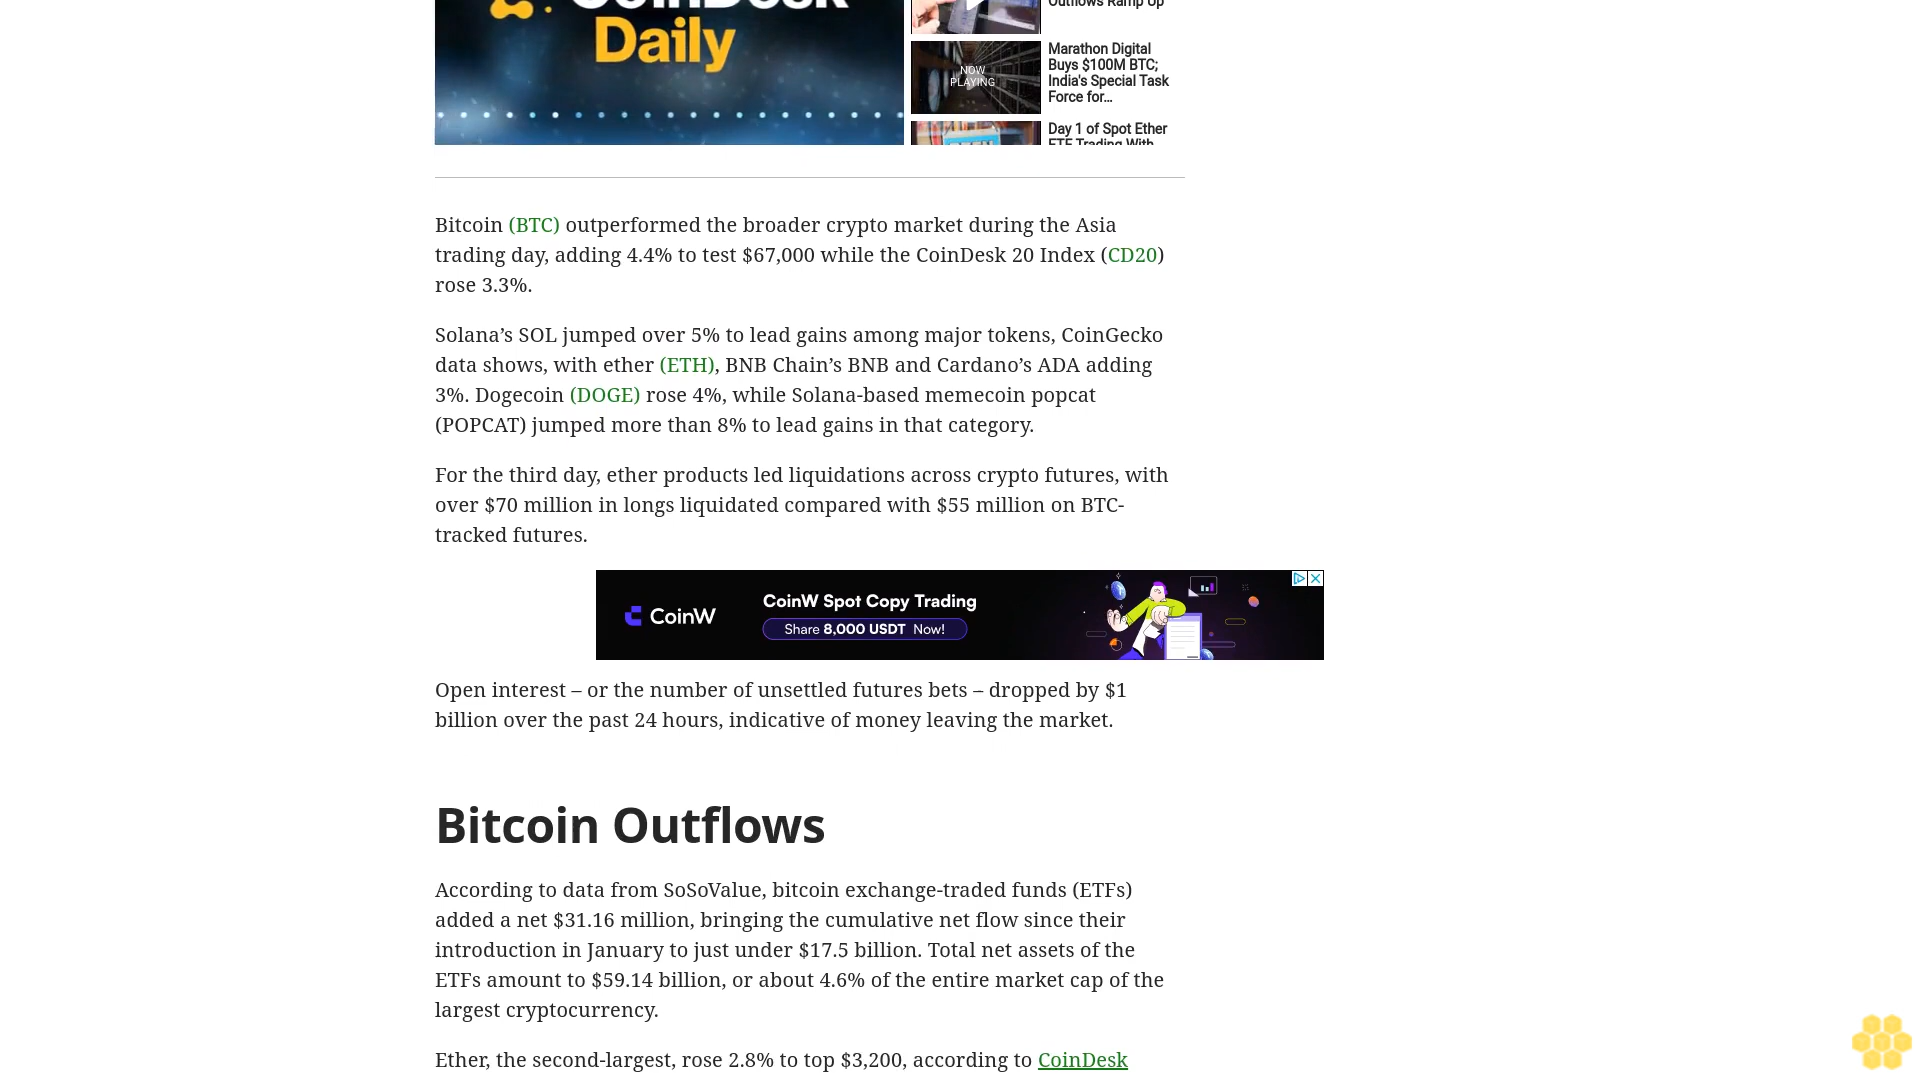 CoinDesk
Daily
Outflows Ramp Up
NOW
PLAYING
Marathon Digital
Buys $100M BTC;
India's Special Task
Force for...
Day 1 of Spot Ether
ETF Trading With
Bitcoin (BTC) outperformed the broader crypto market during the Asia
trading day, adding 4.4% to test $67,000 while the CoinDesk 20 Index (CD20)
rose 3.3%.
Solana’s SOL jumped over 5% to lead gains among major tokens, CoinGecko
data shows, with ether (ETH), BNB Chain’s BNB and Cardano’s ADA adding
3%. Dogecoin (DOGE) rose 4%, while Solana-based memecoin popcat
(POPCAT) jumped more than 8% to lead gains in that category.
For the third day, ether products led liquidations across crypto futures, with
over $70 million in longs liquidated compared with $55 million on BTC-
tracked futures.
CoinW
CoinW Spot Copy Trading
Share 8,000 USDT Now!
Open interest – or the number of unsettled futures bets – dropped by $1
billion over the past 24 hours, indicative of money leaving the market.
Bitcoin Outflows
According to data from SoSoValue, bitcoin exchange-traded funds (ETFs)
added a net $31.16 million, bringing the cumulative net flow since their
introduction in January to just under $17.5 billion. Total net assets of the
ETFs amount to $59.14 billion, or about 4.6% of the entire market cap of the
largest cryptocurrency.
Ether, the second-largest, rose 2.8% to top $3,200, according to CoinDesk